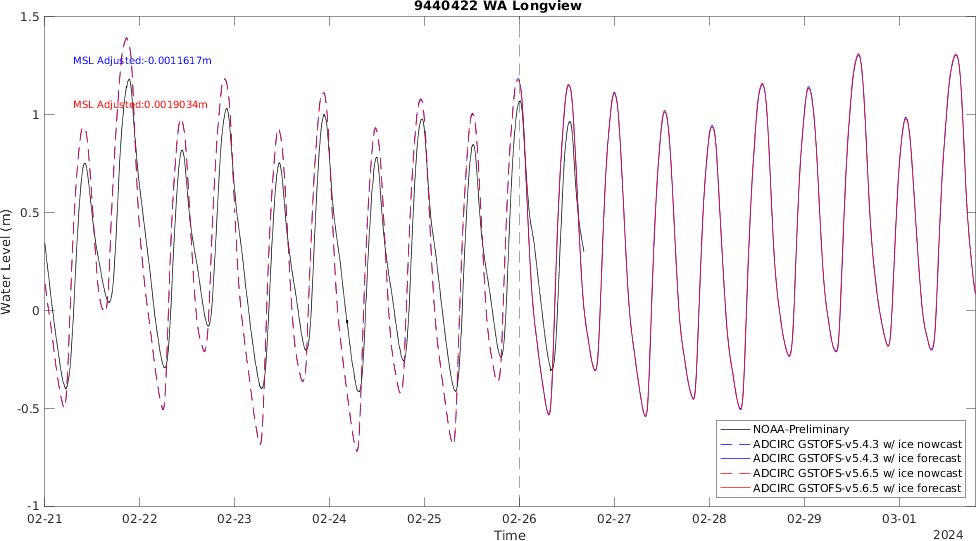 9440422 WA Longview
1.5
1
0.5
0
-0.5
-1
Water Level (m)
MSL Adjusted:-0.0011617m
MSL Adjusted:0.0019034m
NOAA-Preliminary
ADCIRC GSTOFS-v5.4.3 w/ ice nowcast
ADCIRC GSTOFS-v5.4.3 w/ ice forecast
ADCIRC GSTOFS-v5.6.5 w/ ice nowcast
ADCIRC GSTOFS-v5.6.5 w/ ice forecast
02-21 02-22 02-23 02-24 02-25 02-26 02-27 02-28 02-29 03-01
Time
2024